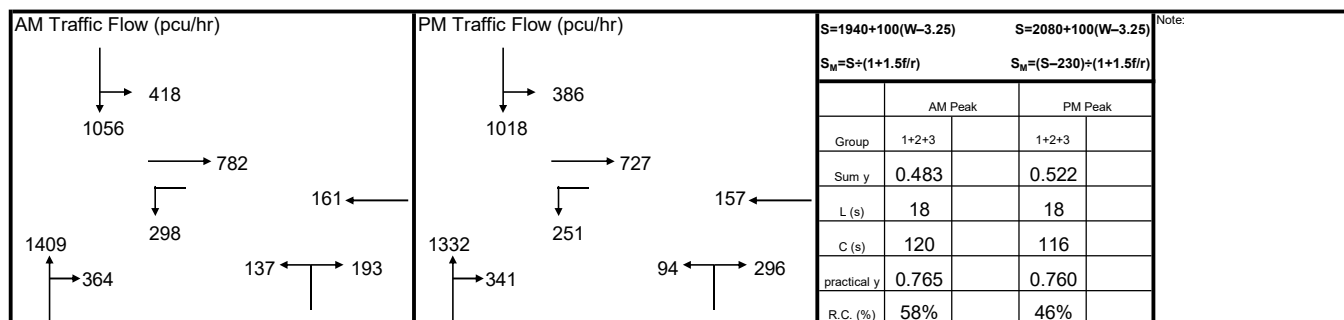 AM Traffic Flow (pcu/hr)
418
1056
782
161
298
1409
364
137
193
PM Traffic Flow (pcu/hr)
386
1018
727
157
251
1332
341
94
296
S=1940+100(W–3.25) S=2080+100(W–3.25)
S_M=S÷(1+1.5f/r) S_M=(S–230)÷(1+1.5f/r)
AM Peak PM Peak
Group 1+2+3 1+2+3
Sum y 0.483 0.522
L (s) 18 18
C (s) 120 116
practical y 0.765 0.760
R.C. (%) 58% 46%
Note: